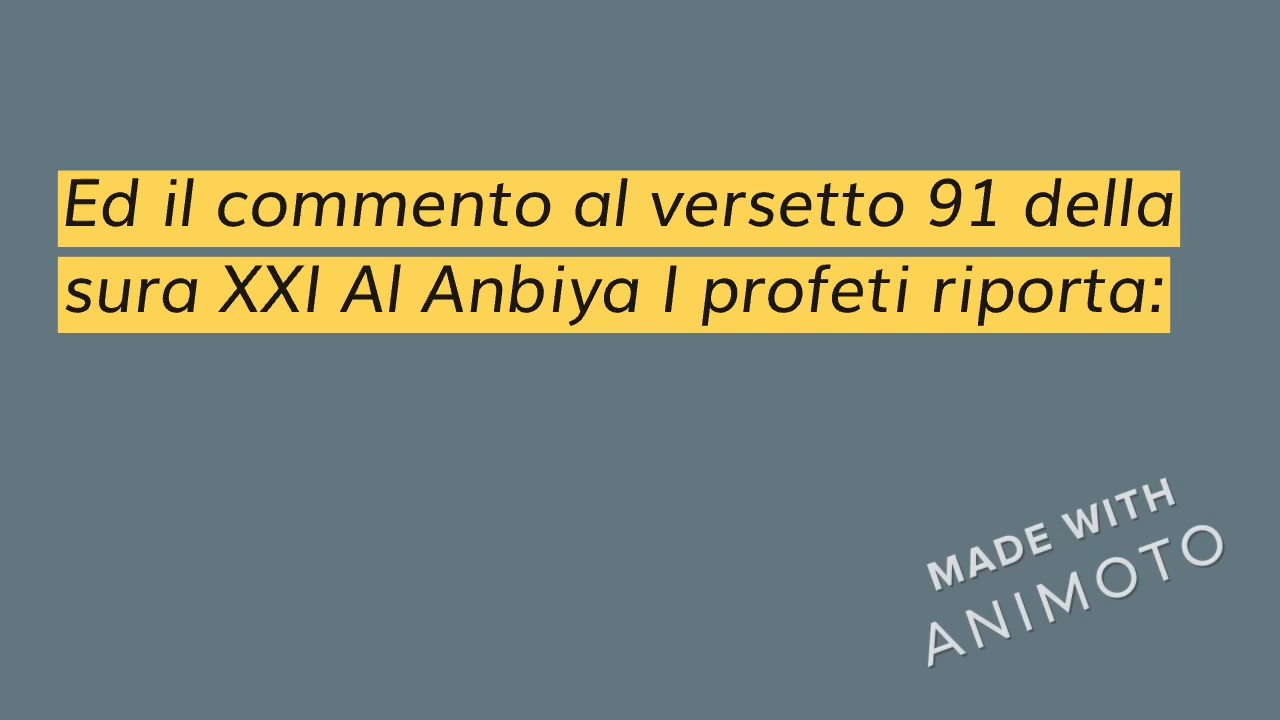 Ed il commento al versetto 91 della
sura XXI Al Anbiya I profeti riporta:
MADE WITH
ANIMOTO